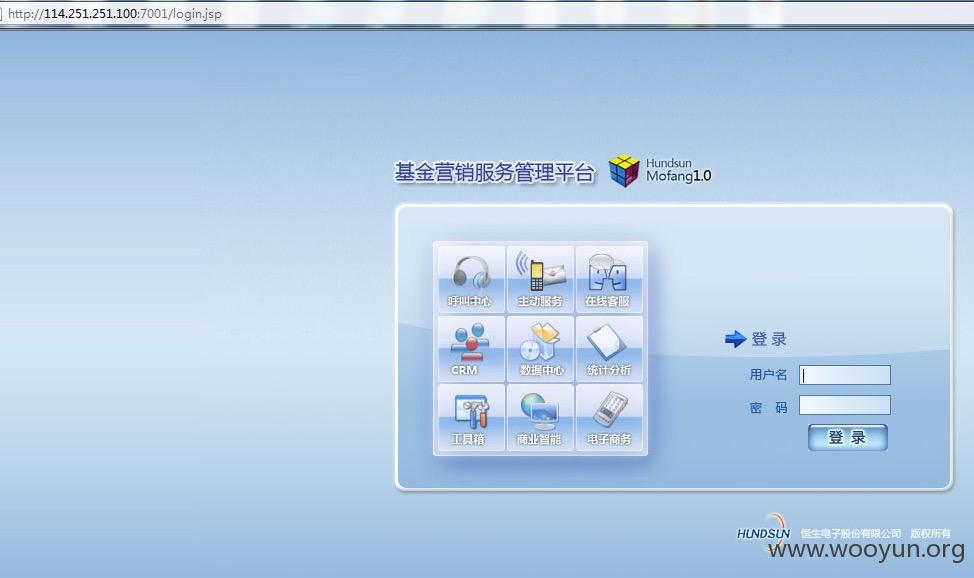 http://114.251.251.100:7001/login.jsp
基金营销服务管理平台
Hundsun
Mofang1.0
呼叫中心 主动服务 在线客服
CRM 数据中心 统计分析
工具箱 商业智能 电子商务
登 录
用户名
密 码
登 录
HUNDSUN 恒生电子股份有限公司 版权所有
www.wooyun.org